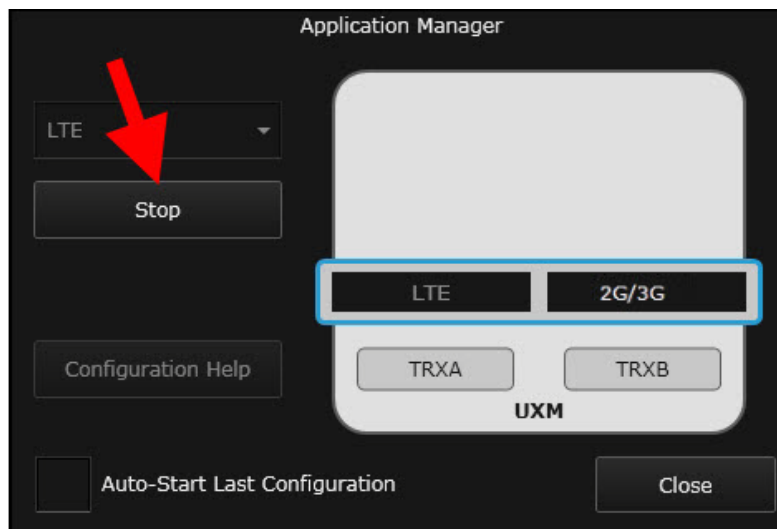 Application Manager
LTE
Stop
LTE
2G/3G
Configuration Help
TRXA
TRXB
UXM
Auto-Start Last Configuration
Close